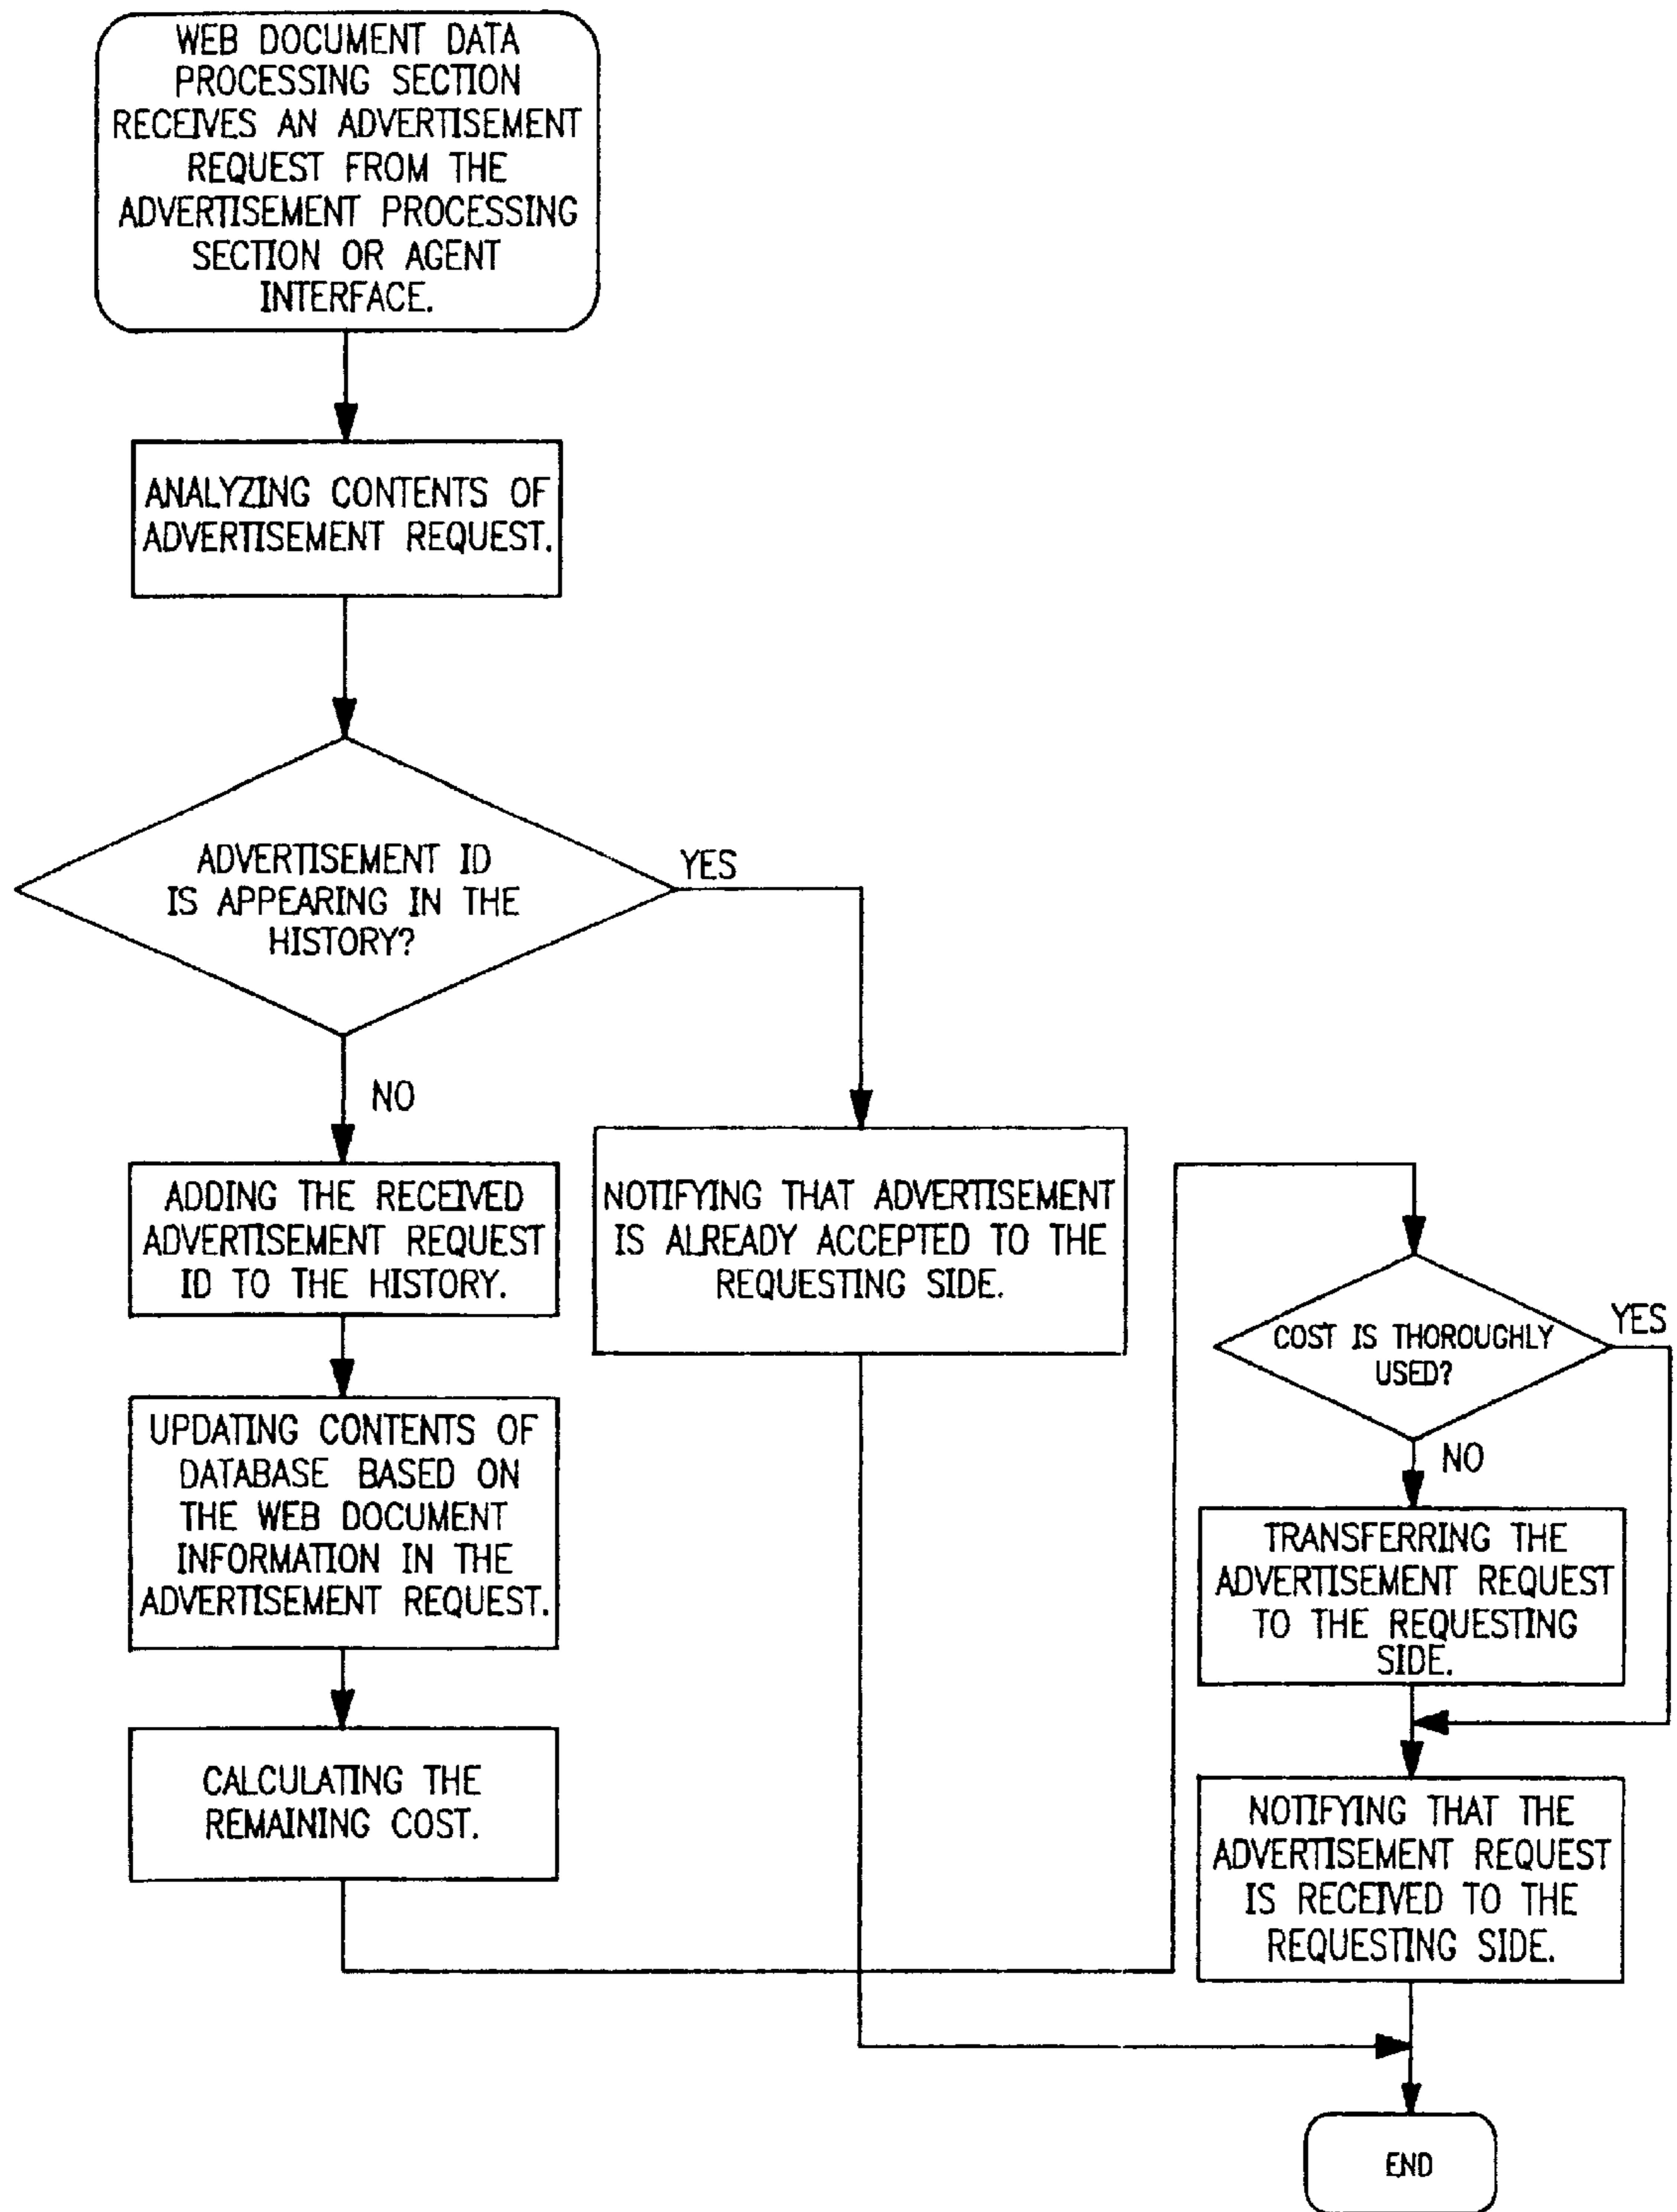 WEB DOCUMENT DATA
PROCESSING SECTION
RECEIVES AN ADVERTISEMENT
REQUEST FROM THE
ADVERTISEMENT PROCESSING
SECTION OR AGENT
INTERFACE.
ANALYZING CONTENTS OF
ADVERTISEMENT REQUEST.
ADVERTISEMENT ID
IS APPEARING IN THE
HISTORY?
YES
NO
ADDING THE RECEIVED
ADVERTISEMENT REQUEST
ID TO THE HISTORY.
NOTIFYING THAT ADVERTISEMENT
IS ALREADY ACCEPTED TO THE
REQUESTING SIDE.
UPDATING CONTENTS OF
DATABASE BASED ON
THE WEB DOCUMENT
INFORMATION IN THE
ADVERTISEMENT REQUEST.
CALCULATING THE
REMAINING COST.
COST IS THOROUGHLY
USED?
YES
NO
TRANSFERRING THE
ADVERTISEMENT REQUEST
TO THE REQUESTING
SIDE.
NOTIFYING THAT THE
ADVERTISEMENT REQUEST
IS RECEIVED TO THE
REQUESTING SIDE.
END